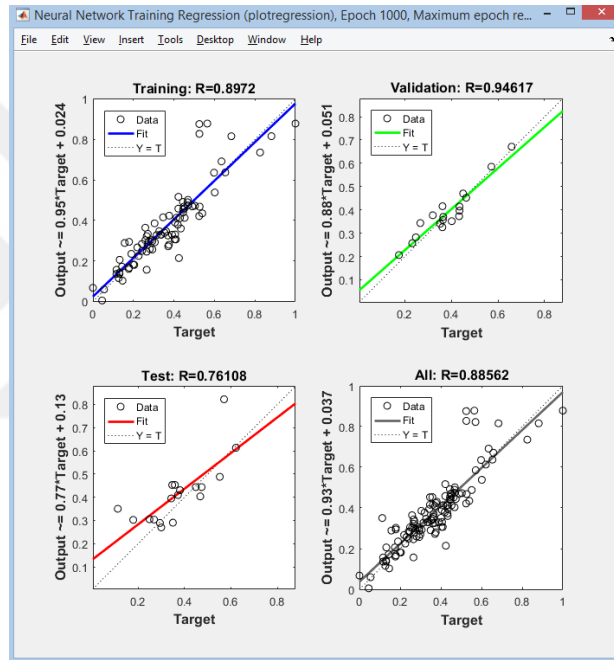 Neural Network Training Regression (plotregression), Epoch 1000, Maximum epoch re...
File Edit View Insert Tools Desktop Window Help
Training: R=0.8972
Output ~= 0.95*Target + 0.024
1
0.8
0.6
0.4
0.2
0
Data
Fit
Y = T
0 0.2 0.4 0.6 0.8 1
Target
Validation: R=0.94617
Output ~= 0.88*Target + 0.051
0.8
0.7
0.6
0.5
0.4
0.3
0.2
0.1
Data
Fit
Y = T
0.2 0.4 0.6 0.8
Target
Test: R=0.76108
Output ~= 0.77*Target + 0.13
0.8
0.7
0.6
0.5
0.4
0.3
0.2
0.1
Data
Fit
Y = T
0.2 0.4 0.6 0.8
Target
All: R=0.88562
Output ~= 0.93*Target + 0.037
1
0.8
0.6
0.4
0.2
0
Data
Fit
Y = T
0 0.2 0.4 0.6 0.8 1
Target